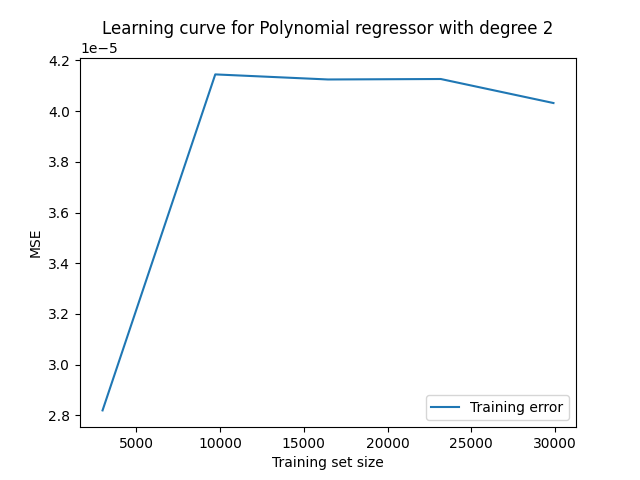 Learning curve for Polynomial regressor with degree 2
1e−5
4.2
4.0
3.8
3.6
3.4
3.2
3.0
2.8
MSE
Training error
5000 10000 15000 20000 25000 30000
Training set size